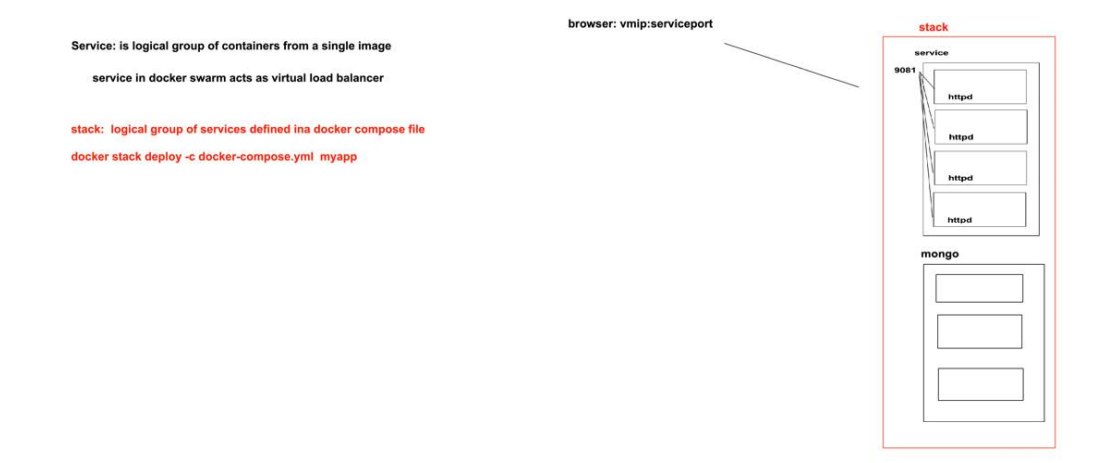 Service: is logical group of containers from a single image
service in docker swarm acts as virtual load balancer
stack: logical group of services defined ina docker compose file
docker stack deploy -c docker-compose.yml myapp
browser: vmip:serviceport
stack
service
9081
httpd
httpd
httpd
httpd
mongo